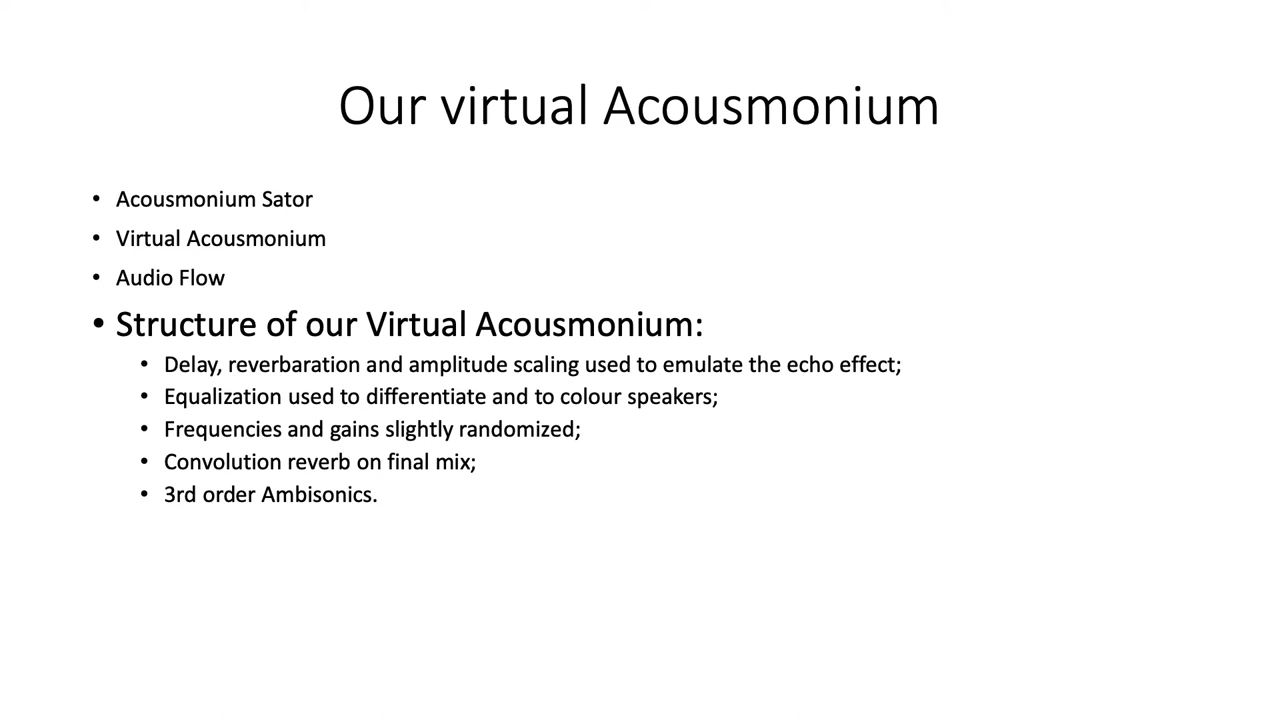 Our virtual Acousmonium
• Acousmonium Sator
• Virtual Acousmonium
• Audio Flow
• Structure of our Virtual Acousmonium:
• Delay, reverbaration and amplitude scaling used to emulate the echo effect;
• Equalization used to differentiate and to colour speakers;
• Frequencies and gains slightly randomized;
• Convolution reverb on final mix;
• 3rd order Ambisonics.